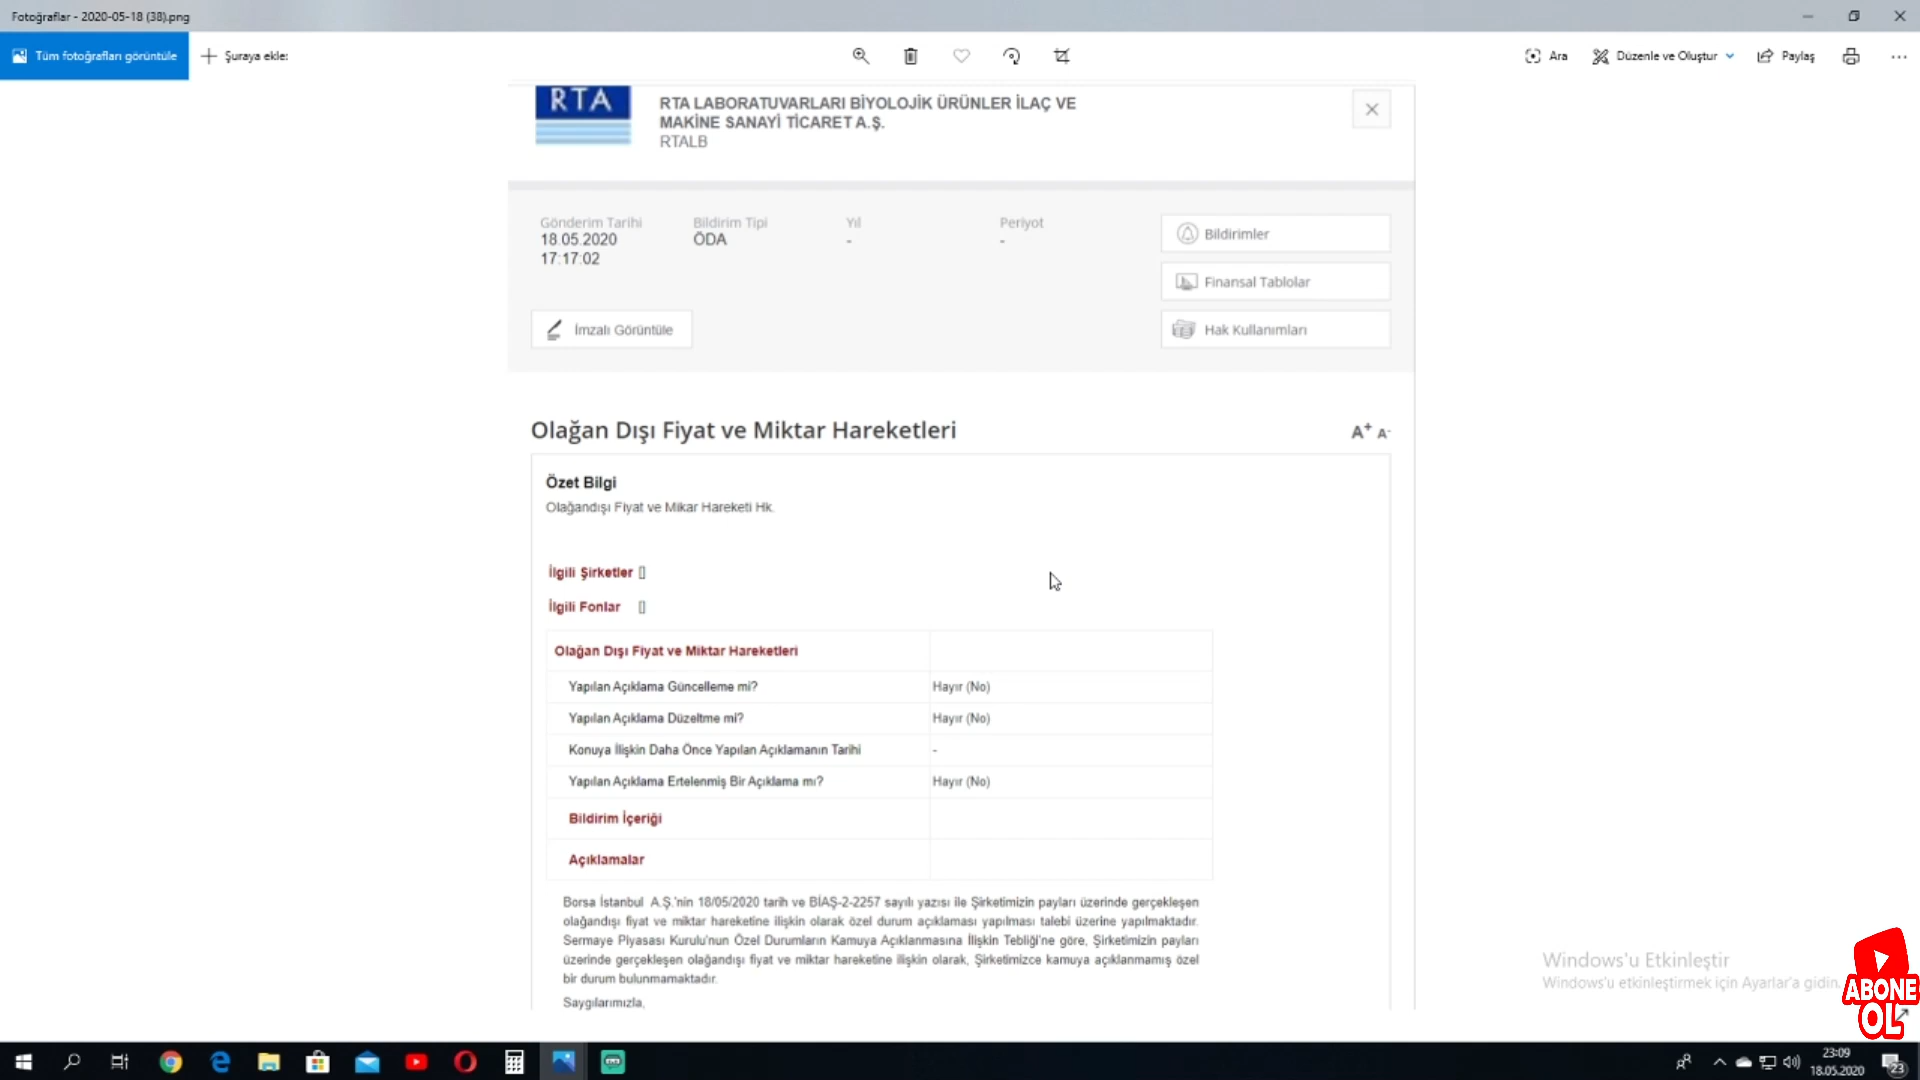 Fotoğraflar - 2020-05-18 (38).png
Tüm fotoğrafları görüntüle
Şuraya ekle:
Ara
Düzenle ve Oluştur
Paylaş
RTA
RTA LABORATUVARLARI BİYOLOJİK ÜRÜNLER İLAÇ VE
MAKİNE SANAYİ TİCARET A.Ş.
RTALB
Gönderim Tarihi
18.05.2020
17:17:02
Bildirim Tipi
ÖDA
Yıl
-
Periyot
-
Bildirimler
Finansal Tablolar
Hak Kullanımları
İmzalı Görüntüle
Olağan Dışı Fiyat ve Miktar Hareketleri
A+ A-
Özet Bilgi
Olağandışı Fiyat ve Mikar Hareketi Hk.
İlgili Şirketler []
İlgili Fonlar []
Olağan Dışı Fiyat ve Miktar Hareketleri
Yapılan Açıklama Güncelleme mi? Hayır (No)
Yapılan Açıklama Düzeltme mi? Hayır (No)
Konuya İlişkin Daha Önce Yapılan Açıklamanın Tarihi -
Yapılan Açıklama Ertelenmiş Bir Açıklama mı? Hayır (No)
Bildirim İçeriği
Açıklamalar
Borsa İstanbul A.Ş.'nin 18/05/2020 tarih ve BİAŞ-2-2257 sayılı yazısı ile Şirketimizin payları üzerinde gerçekleşen
olağandışı fiyat ve miktar hareketine ilişkin olarak özel durum açıklaması yapılması talebi üzerine yapılmaktadır.
Sermaye Piyasası Kurulu'nun Özel Durumların Kamuya Açıklanmasına İlişkin Tebliği'ne göre, Şirketimizin payları
üzerinde gerçekleşen olağandışı fiyat ve miktar hareketine ilişkin olarak, Şirketimizce kamuya açıklanmamış özel
bir durum bulunmamaktadır.
Saygılarımızla,
Windows'u Etkinleştir
Windows'u etkinleştirmek için Ayarlar'a gidin.
ABONE
OL
23:09
18.05.2020
23